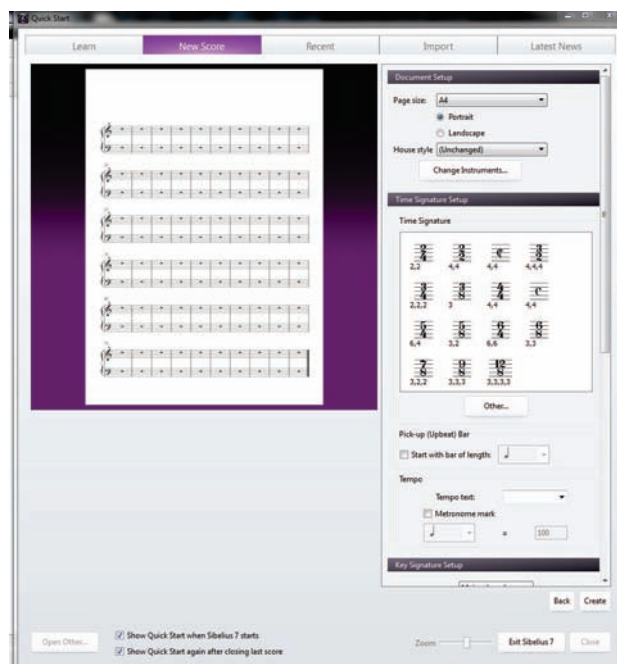 Quick Start
Learn New Score Recent Import Latest News
Document Setup
Page size: A4
Portrait
Landscape
House style (Unchanged)
Change Instruments...
Time Signature Setup
Time Signature
2,2 4,4 4,4 4,4,4
2,2,2 3 4,4 4,4
6,4 3,2 6,6 3,3
3,2,2 3,3,3 3,3,3,3
Other...
Pick-up (Upbeat) Bar
Start with bar of length:
Tempo
Tempo text:
Metronome mark
= 100
Key Signature Setup
Back Create
Open Other...
Show Quick Start when Sibelius 7 starts
Show Quick Start again after closing last score
Zoom Exit Sibelius 7 Close